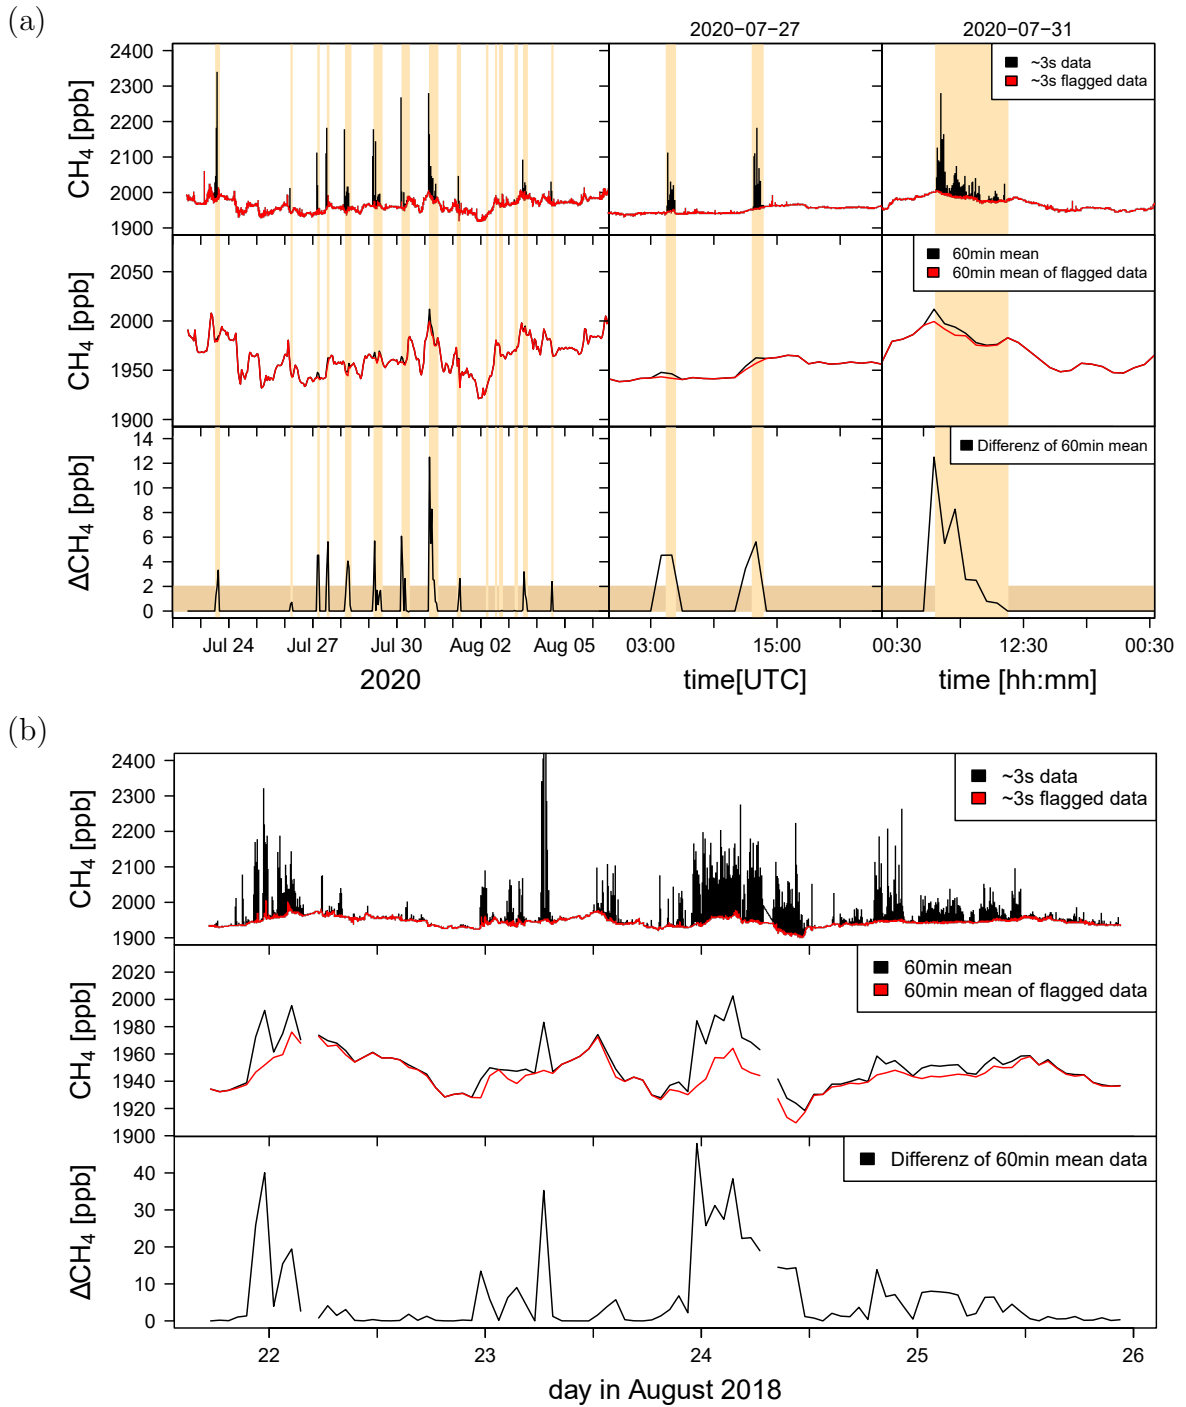 (a)
2020−07−27
2020−07−31
CH4 [ppb]
2400
2300
2200
2100
2000
1900
~3s data
~3s flagged data
CH4 [ppb]
2050
2000
1950
1900
60min mean
60min mean of flagged data
ΔCH4 [ppb]
14
12
10
8
6
4
2
0
Differenz of 60min mean
Jul 24 Jul 27 Jul 30 Aug 02 Aug 05 03:00 15:00 00:30 12:30 00:30
2020 time[UTC] time [hh:mm]
(b)
CH4 [ppb]
2400
2300
2200
2100
2000
1900
~3s data
~3s flagged data
CH4 [ppb]
2020
2000
1980
1960
1940
1920
1900
60min mean
60min mean of flagged data
ΔCH4 [ppb]
40
30
20
10
0
Differenz of 60min mean data
22 23 24 25 26
day in August 2018